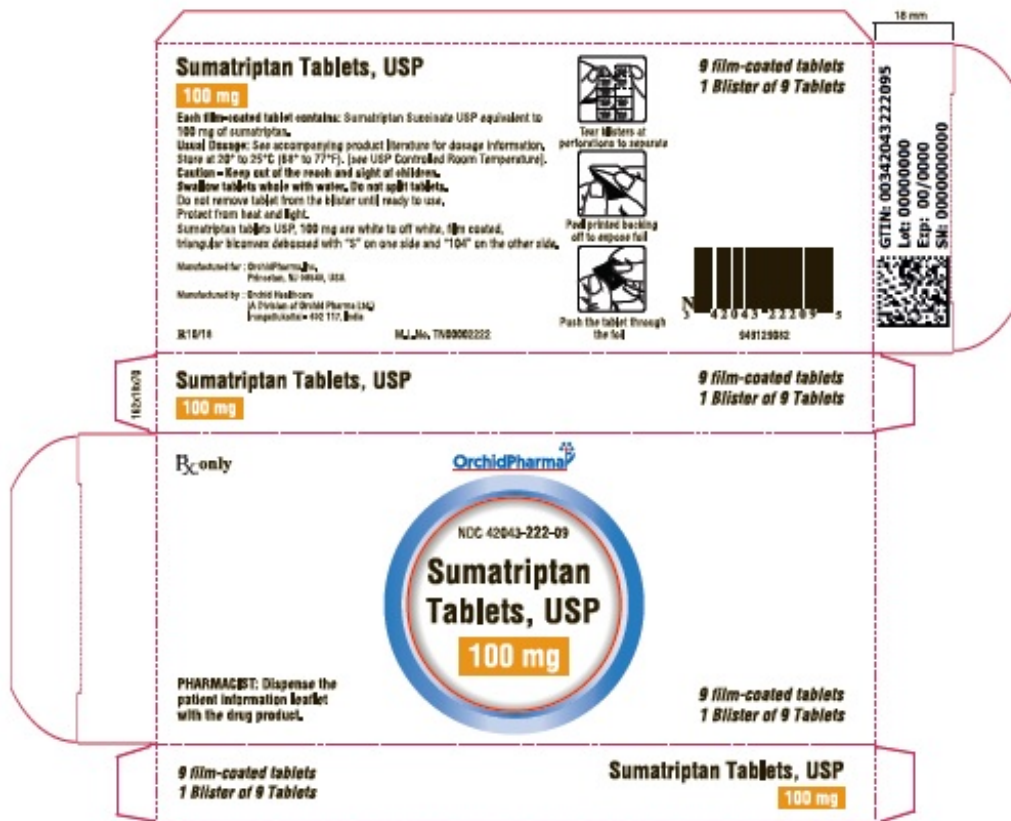 18 mm
Sumatriptan Tablets, USP
100 mg
9 film-coated tablets
1 Blister of 9 Tablets
Each film-coated tablet contains: Sumatriptan Succinate USP equivalent to
100 mg of sumatriptan.
Usual Dosage: See accompanying product literature for dosage information.
Store at 20° to 25°C (68° to 77°F). [see USP Controlled Room Temperature].
Caution – Keep out of the reach and sight of children.
Swallow tablets whole with water. Do not split tablets.
Do not remove tablet from the blister until ready to use.
Protect from heat and light.
Sumatriptan tablets USP, 100 mg are white to off white, film coated,
triangular biconvex debossed with "S" on one side and "104" on the other side.
Manufactured for : OrchidPharma, Inc.
Princeton, NJ USA
Manufactured by : Orchid Healthcare
(A Division of Orchid Pharma Ltd.)
India
R:10/16
M.L.No. TN00002222
Tear blisters at
perforations to separate
Peel printed backing
off to expose foil
Push the tablet through
the foil
N
3 42043 22209 5
GTIN: 00342043222095
Lot: 00000000
Exp: 00/0000
SN: 0000000000
162x18x70
Sumatriptan Tablets, USP
100 mg
9 film-coated tablets
1 Blister of 9 Tablets
Rx only
OrchidPharma
NDC 42043-222-09
Sumatriptan
Tablets, USP
100 mg
PHARMACIST: Dispense the
patient information leaflet
with the drug product.
9 film-coated tablets
1 Blister of 9 Tablets
9 film-coated tablets
1 Blister of 9 Tablets
Sumatriptan Tablets, USP
100 mg